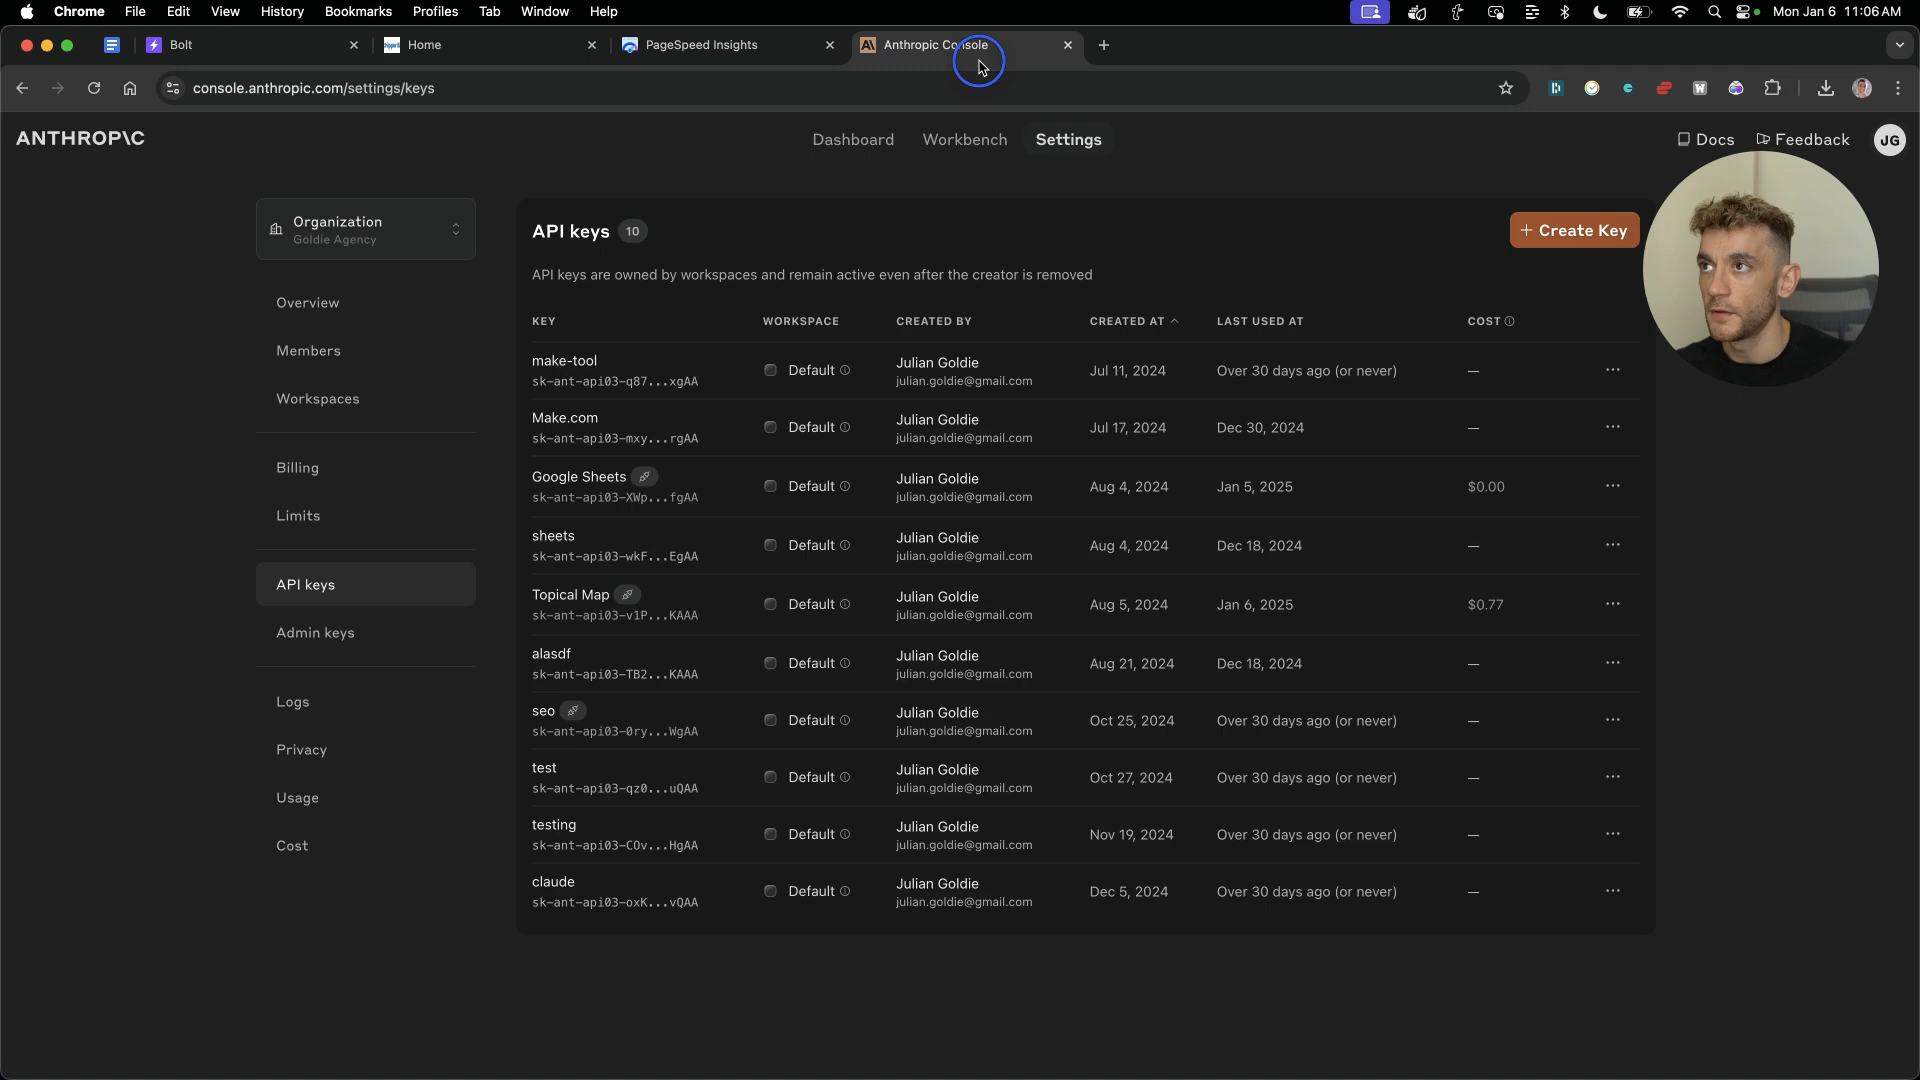 Chrome File Edit View History Bookmarks Profiles Tab Window Help Mon Jan 6 11:06 AM
Bolt Home PageSpeed Insights Anthropic Console
console.anthropic.com/settings/keys
ANTHROP\C Dashboard Workbench Settings Docs Feedback JG
Organization
Goldie Agency
Overview
Members
Workspaces
Billing
Limits
API keys
Admin keys
Logs
Privacy
Usage
Cost
API keys 10 + Create Key
API keys are owned by workspaces and remain active even after the creator is removed
KEY WORKSPACE CREATED BY CREATED AT LAST USED AT COST
make-tool Julian Goldie
Default Jul 11, 2024 Over 30 days ago (or never) —
sk-ant-api03-q87...xgAA julian.goldie@gmail.com
Make.com Julian Goldie
Default Jul 17, 2024 Dec 30, 2024 —
sk-ant-api03-mxy...rgAA julian.goldie@gmail.com
Google Sheets Julian Goldie
Default Aug 4, 2024 Jan 5, 2025 $0.00
sk-ant-api03-XWp...fgAA julian.goldie@gmail.com
sheets Julian Goldie
Default Aug 4, 2024 Dec 18, 2024 —
sk-ant-api03-wkF...EgAA julian.goldie@gmail.com
Topical Map Julian Goldie
Default Aug 5, 2024 Jan 6, 2025 $0.77
sk-ant-api03-v1P...KAAA julian.goldie@gmail.com
alasdf Julian Goldie
Default Aug 21, 2024 Dec 18, 2024 —
sk-ant-api03-TB2...KAAA julian.goldie@gmail.com
seo Julian Goldie
Default Oct 25, 2024 Over 30 days ago (or never) —
sk-ant-api03-0ry...WgAA julian.goldie@gmail.com
test Julian Goldie
Default Oct 27, 2024 Over 30 days ago (or never) —
sk-ant-api03-qz0...uQAA julian.goldie@gmail.com
testing Julian Goldie
Default Nov 19, 2024 Over 30 days ago (or never) —
sk-ant-api03-COv...HgAA julian.goldie@gmail.com
claude Julian Goldie
Default Dec 5, 2024 Over 30 days ago (or never) —
sk-ant-api03-oxK...vQAA julian.goldie@gmail.com